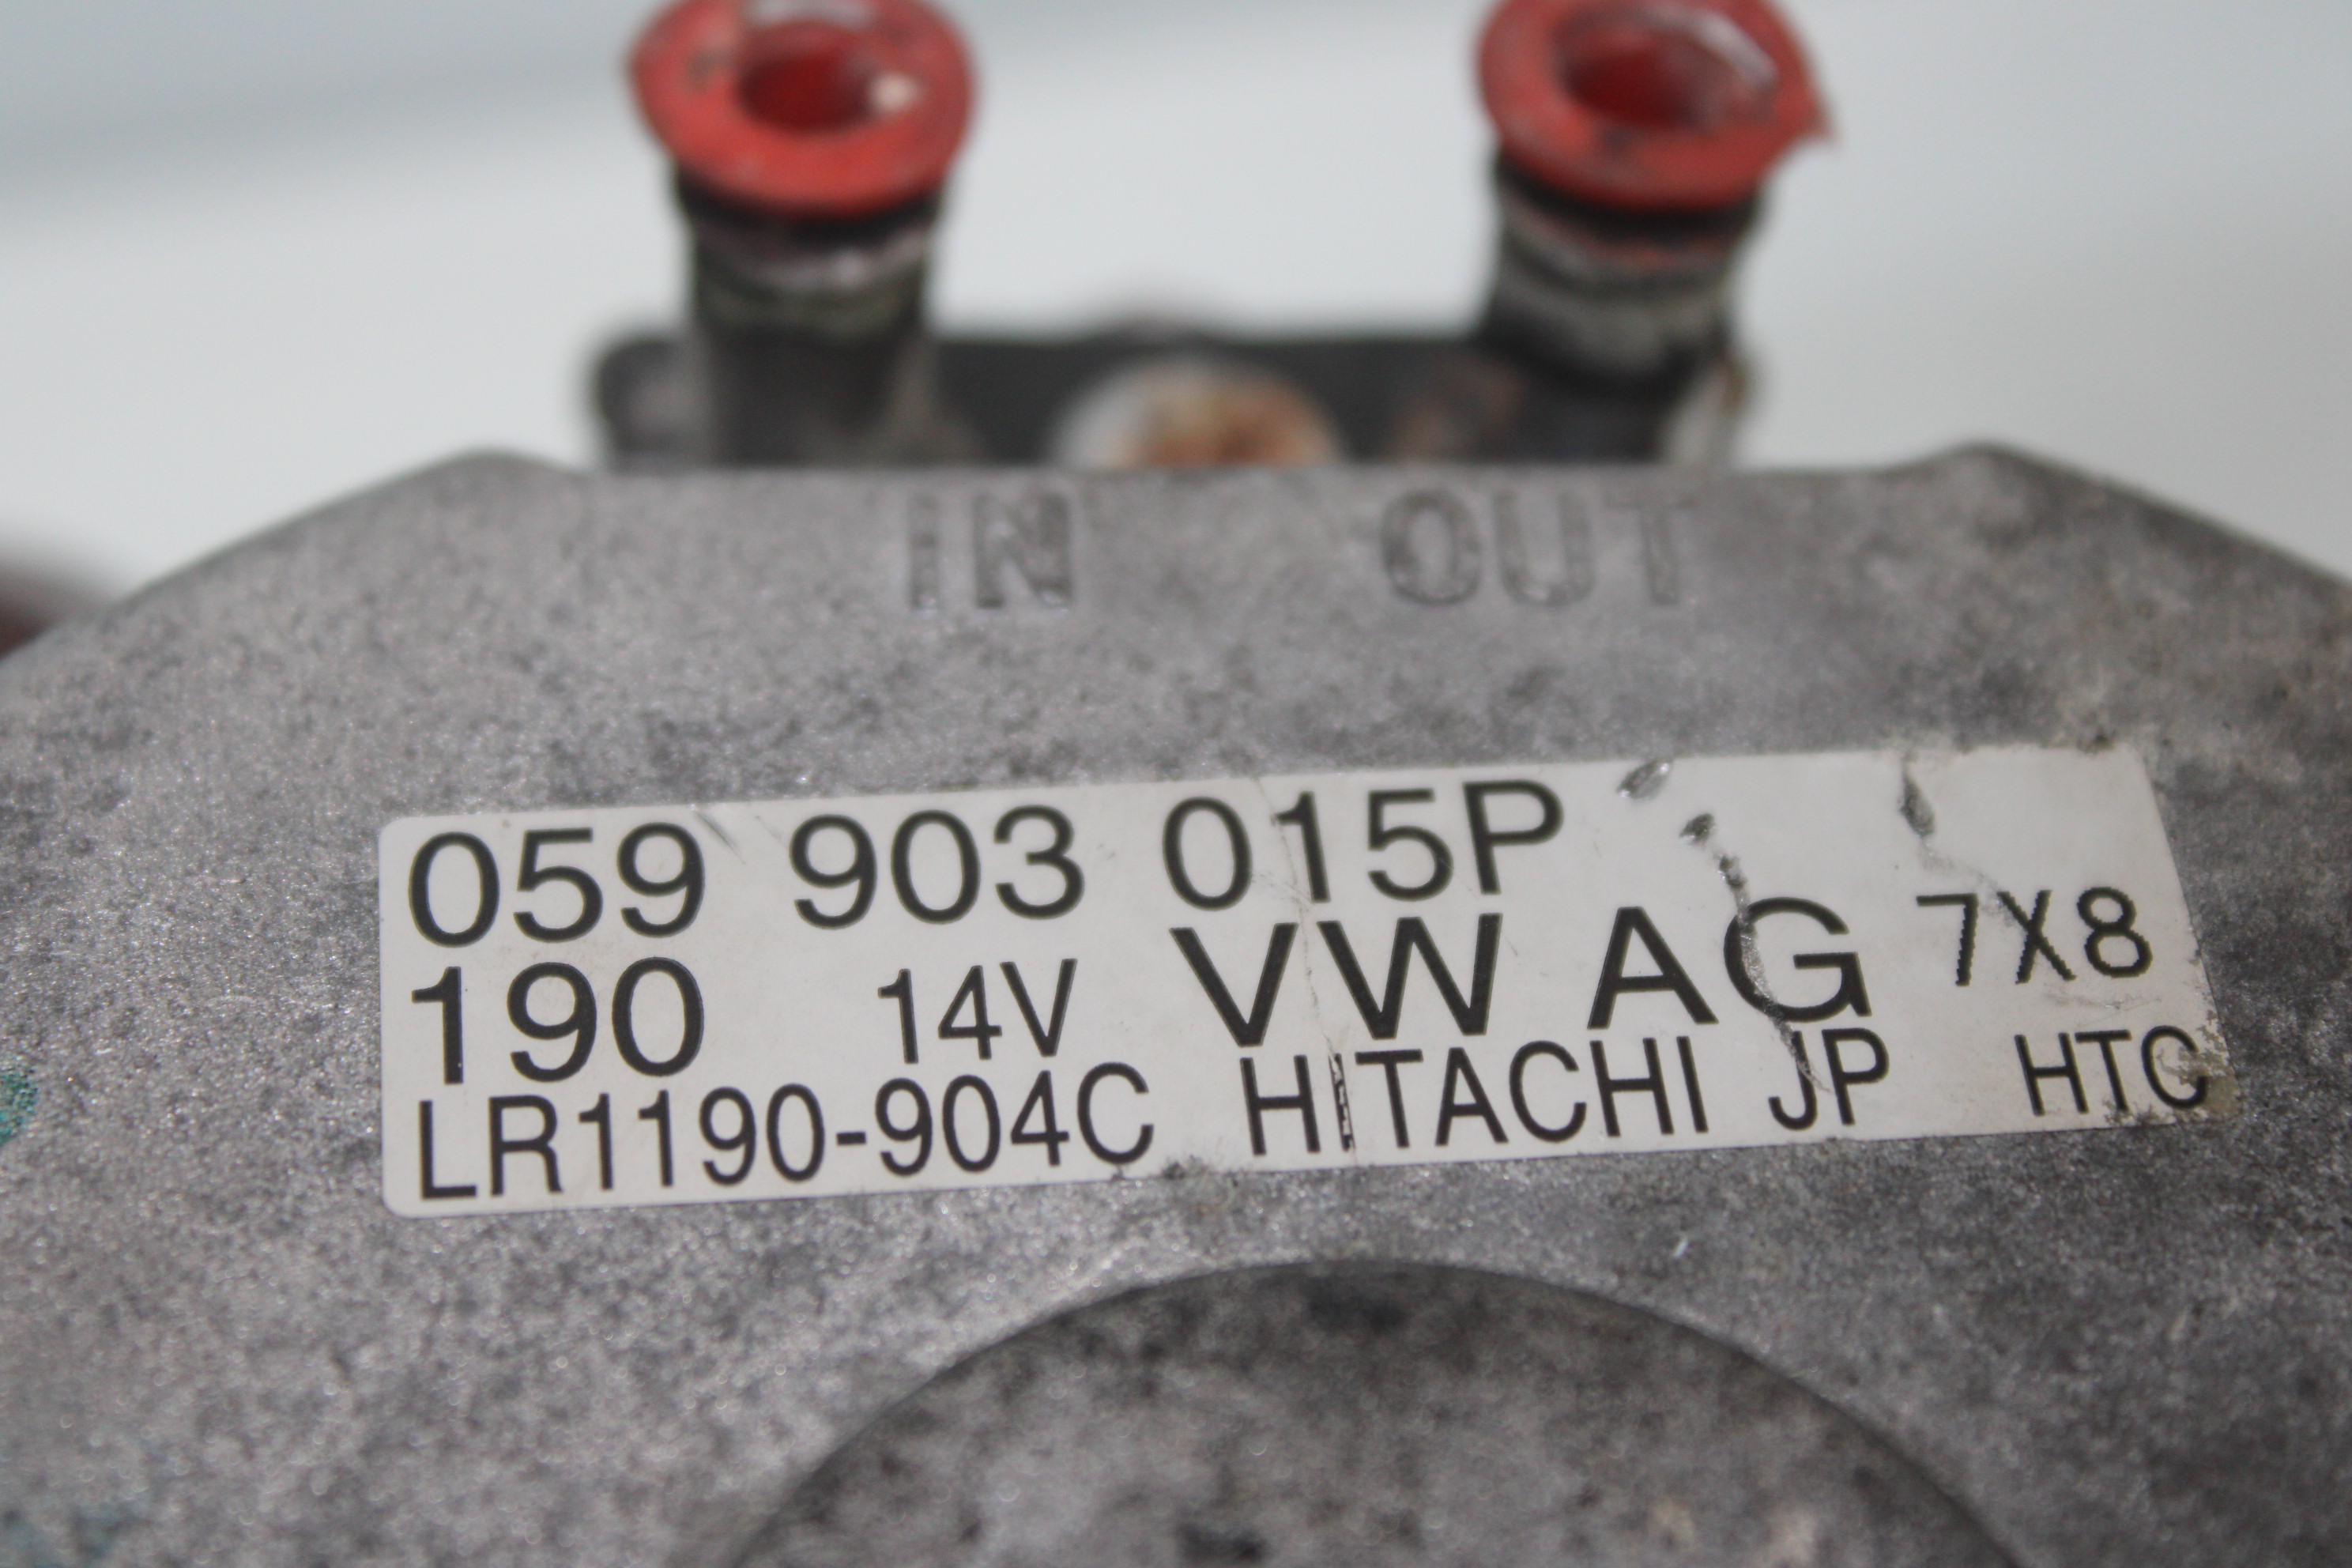 IN OUT
059 903 015P
190 14V VW AG 7X8
LR1190-904C HITACHI JP HTC